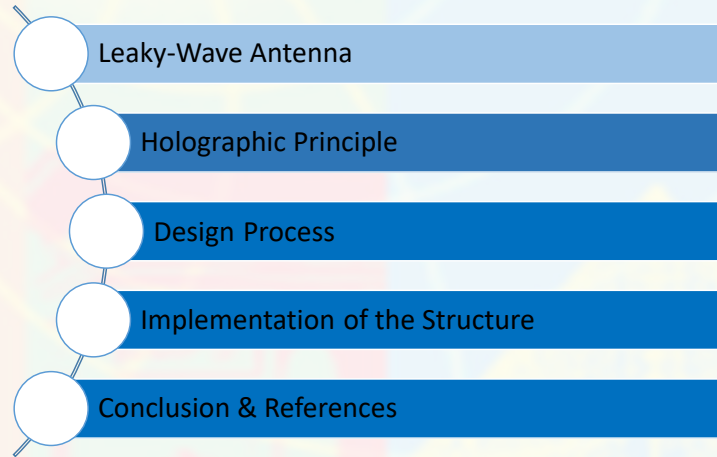 Leaky-Wave Antenna
Holographic Principle
Design Process
Implementation of the Structure
Conclusion & References